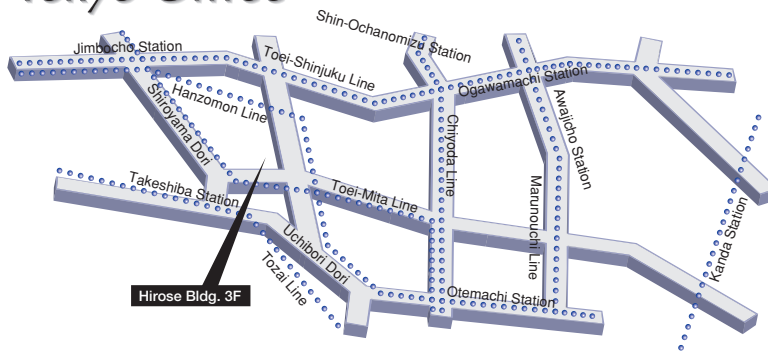 Tokyo Office
Shin-Ochanomizu Station
Jimbocho Station
Toei-Shinjuku Line
Ogawamachi Station
Hanzomon Line
Shiroyama Dori
Chiyoda Line
Awajicho Station
Takeshiba Station
Toei-Mita Line
Marunouchi Line
Kanda Station
Uchibori Dori
Tozai Line
Hirose Bldg. 3F
Otemachi Station